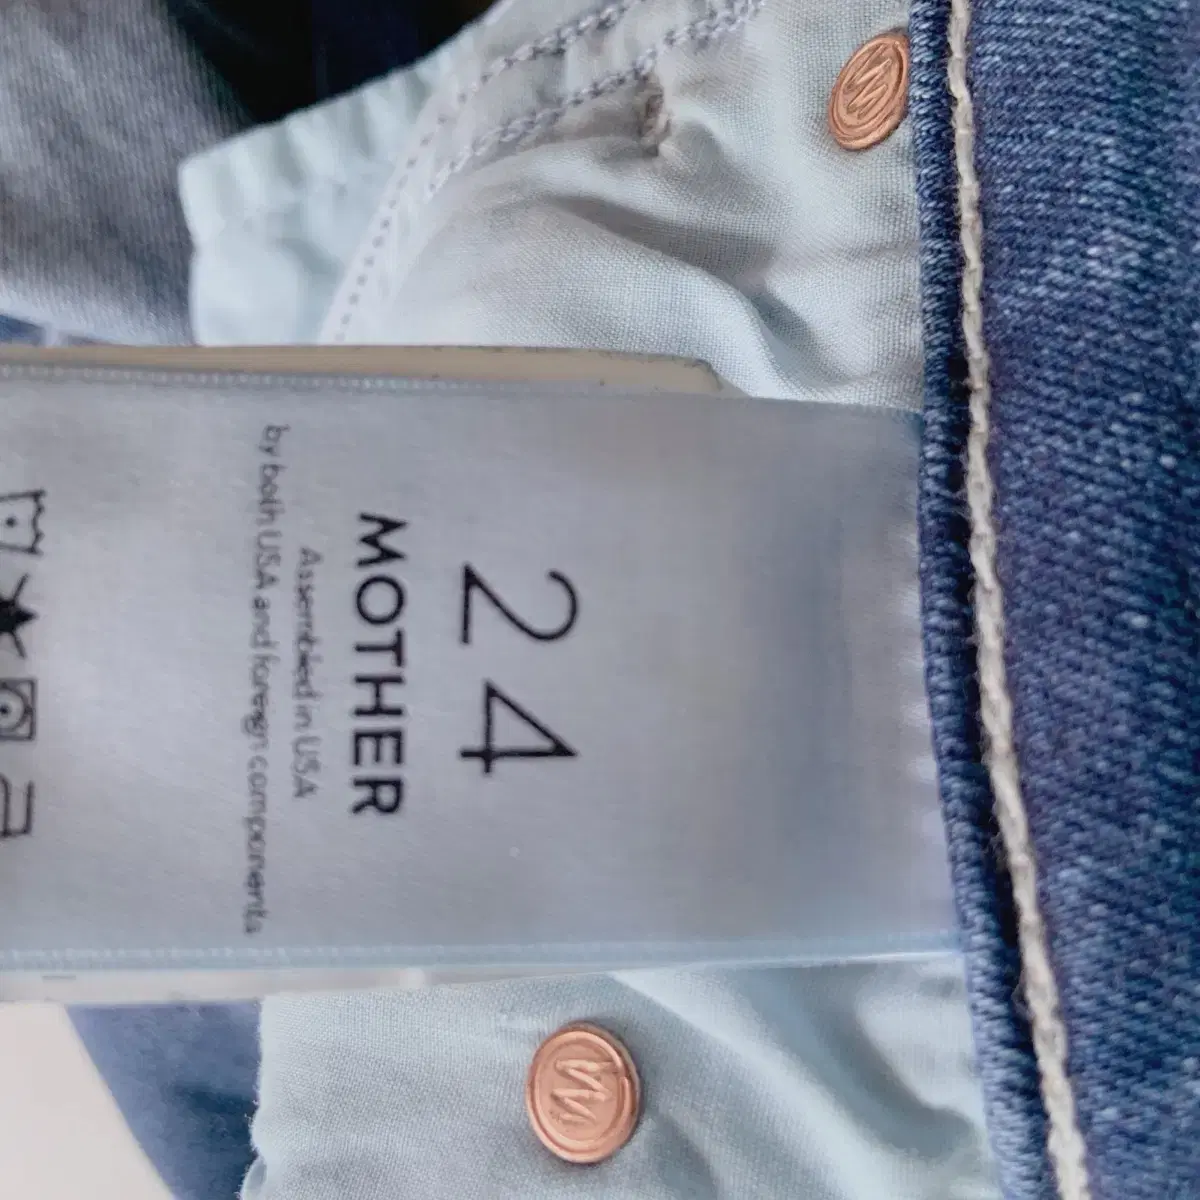 24
MOTHER
Assembled in USA
by both USA and foreign components